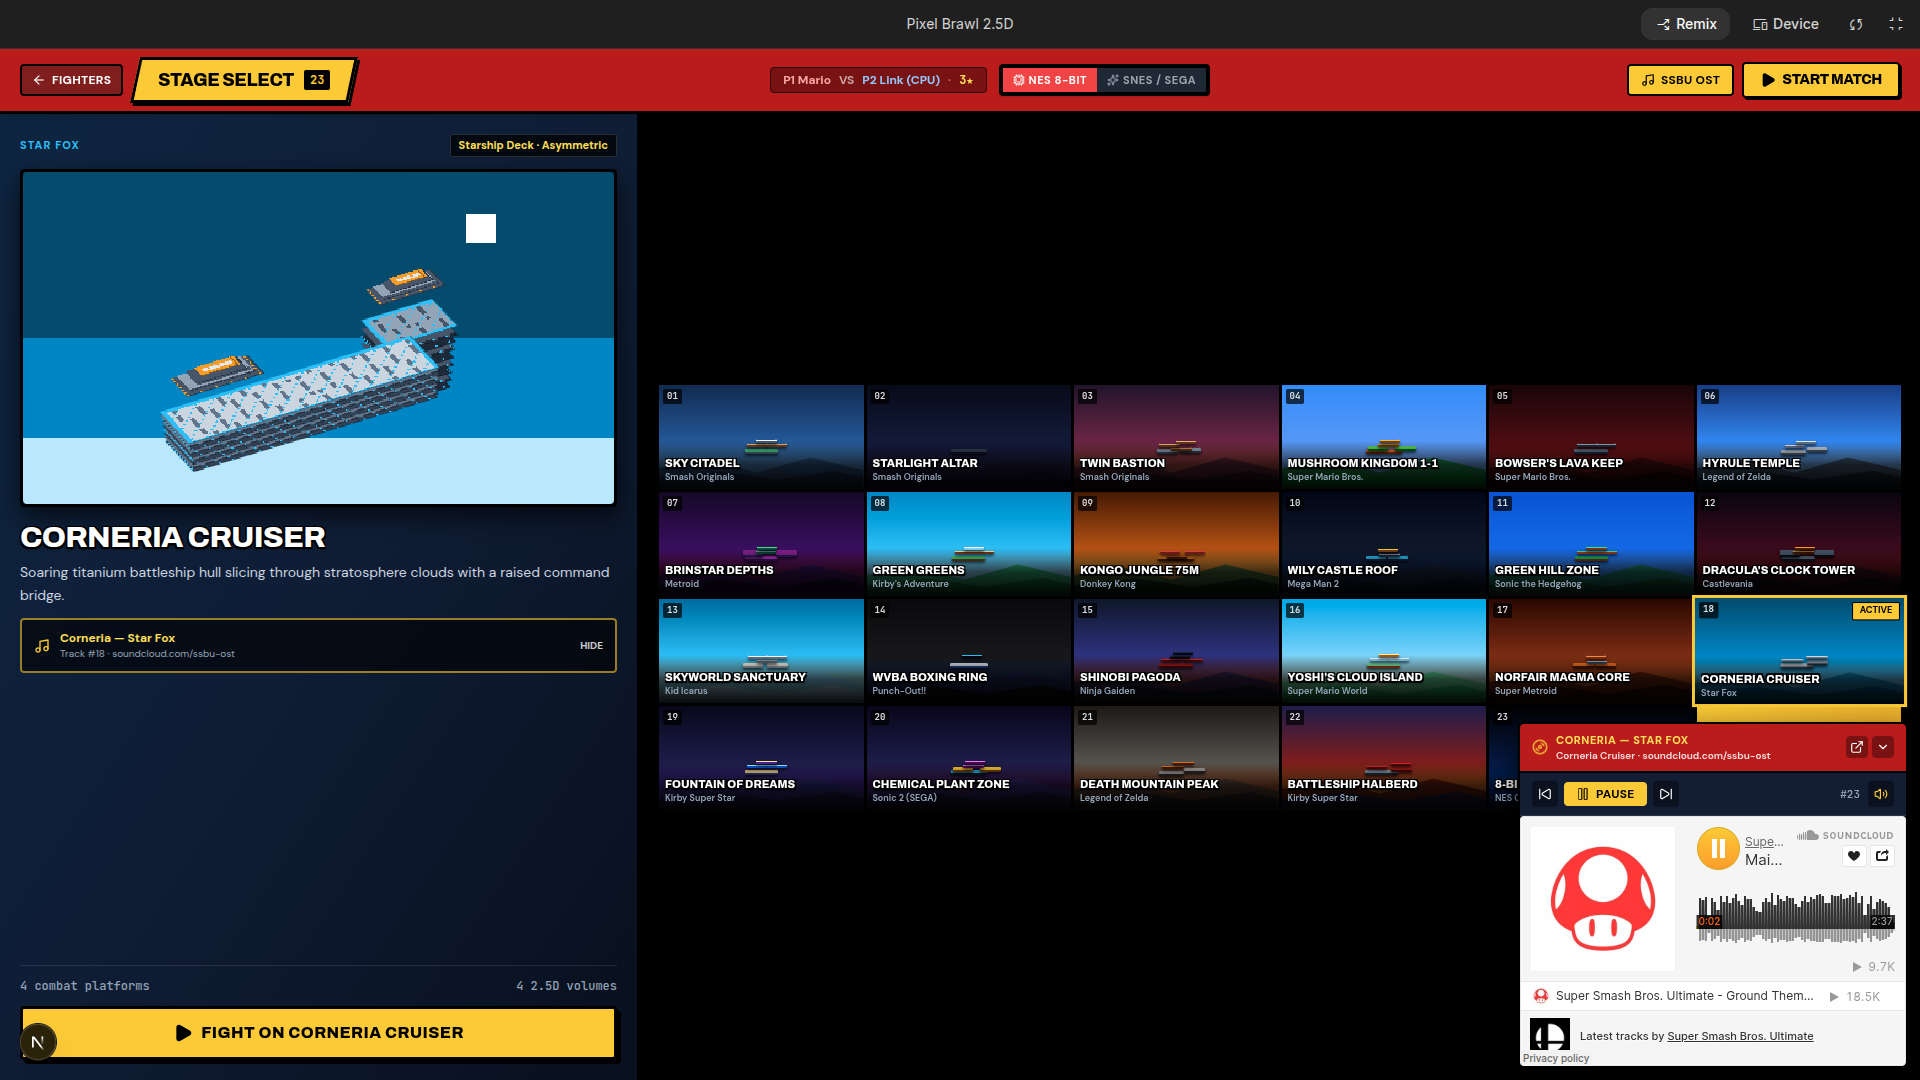 Pixel Brawl 2.5D
Remix
Device
FIGHTERS
STAGE SELECT 23
P1 Mario VS P2 Link (CPU) · 3★
NES 8-BIT
SNES / SEGA
SSBU OST
START MATCH
STAR FOX
Starship Deck · Asymmetric
CORNERIA CRUISER
Soaring titanium battleship hull slicing through stratosphere clouds with a raised command
bridge.
Corneria — Star Fox
Track #18 · soundcloud.com/ssbu-ost
HIDE
4 combat platforms
4 2.5D volumes
FIGHT ON CORNERIA CRUISER
N
01
SKY CITADEL
Smash Originals
02
STARLIGHT ALTAR
Smash Originals
03
TWIN BASTION
Smash Originals
04
MUSHROOM KINGDOM 1-1
Super Mario Bros.
05
BOWSER'S LAVA KEEP
Super Mario Bros.
06
HYRULE TEMPLE
Legend of Zelda
07
BRINSTAR DEPTHS
Metroid
08
GREEN GREENS
Kirby's Adventure
09
KONGO JUNGLE 75M
Donkey Kong
10
WILY CASTLE ROOF
Mega Man 2
11
GREEN HILL ZONE
Sonic the Hedgehog
12
DRACULA'S CLOCK TOWER
Castlevania
13
SKYWORLD SANCTUARY
Kid Icarus
14
WVBA BOXING RING
Punch-Out!!
15
SHINOBI PAGODA
Ninja Gaiden
16
YOSHI'S CLOUD ISLAND
Super Mario World
17
NORFAIR MAGMA CORE
Super Metroid
18
ACTIVE
CORNERIA CRUISER
Star Fox
19
FOUNTAIN OF DREAMS
Kirby Super Star
20
CHEMICAL PLANT ZONE
Sonic 2 (SEGA)
21
DEATH MOUNTAIN PEAK
Legend of Zelda
22
BATTLESHIP HALBERD
Kirby Super Star
23
8-BI
NES
CORNERIA — STAR FOX
Corneria Cruiser · soundcloud.com/ssbu-ost
PAUSE
#23
Supe...
SOUNDCLOUD
Mai...
0:02
2:37
9.7K
Super Smash Bros. Ultimate - Ground Them...
18.5K
Latest tracks by Super Smash Bros. Ultimate
Privacy policy